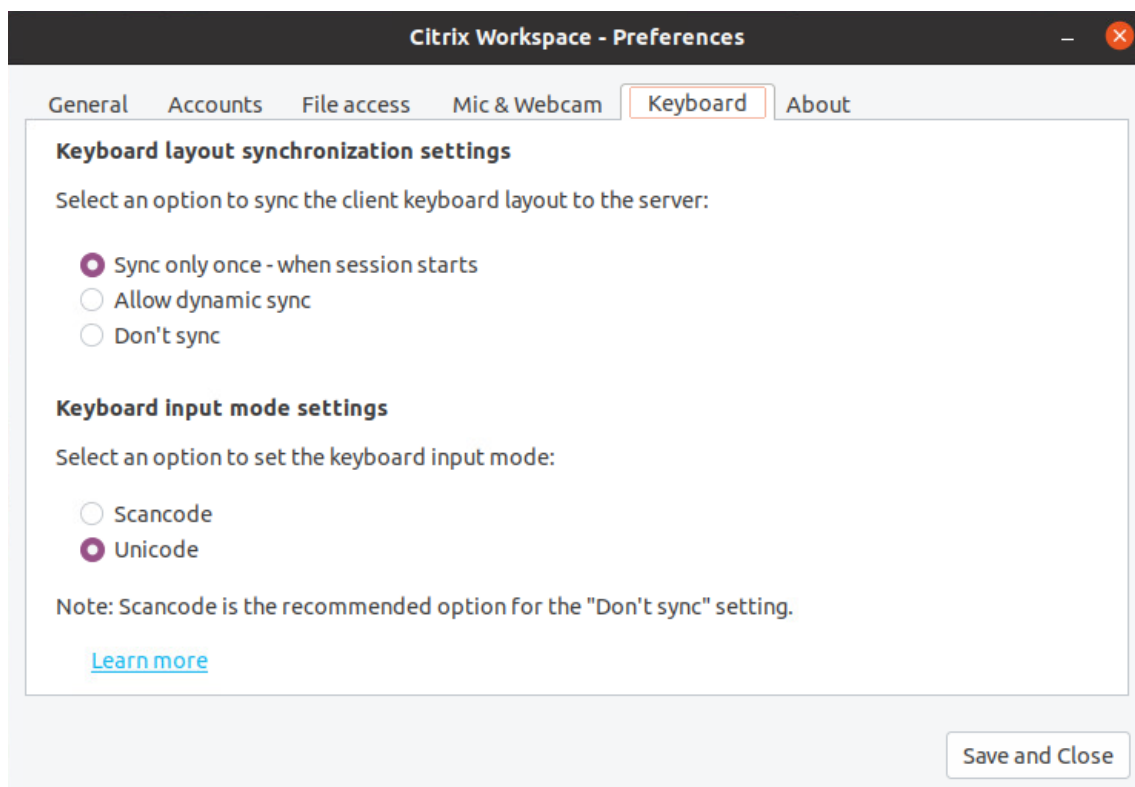 Citrix Workspace - Preferences
General Accounts File access Mic & Webcam Keyboard About
Keyboard layout synchronization settings
Select an option to sync the client keyboard layout to the server:
Sync only once - when session starts
Allow dynamic sync
Don't sync
Keyboard input mode settings
Select an option to set the keyboard input mode:
Scancode
Unicode
Note: Scancode is the recommended option for the "Don't sync" setting.
Learn more
Save and Close